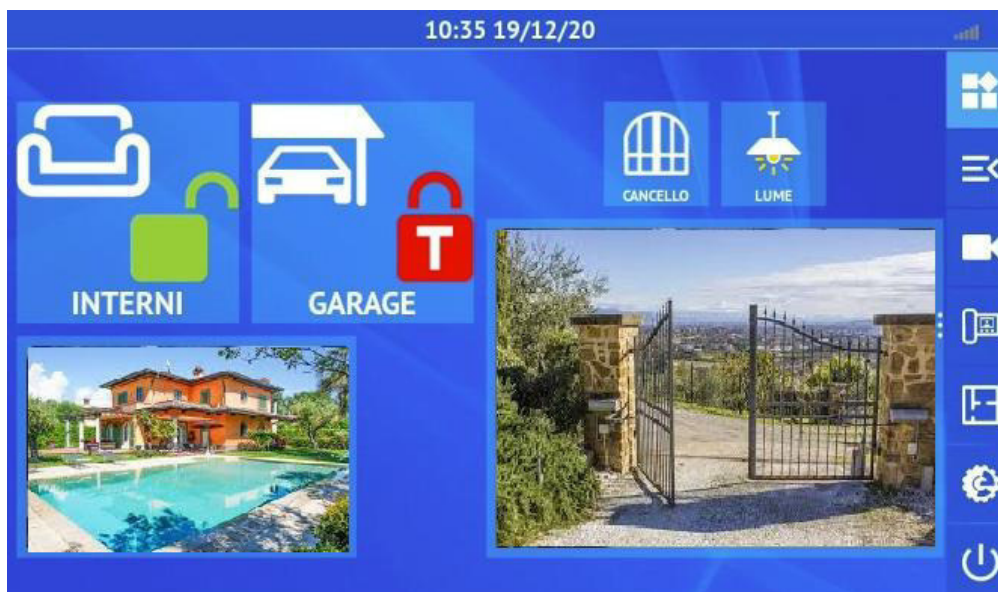 10:35 19/12/20
INTERNI
T
GARAGE
CANCELLO
LUME